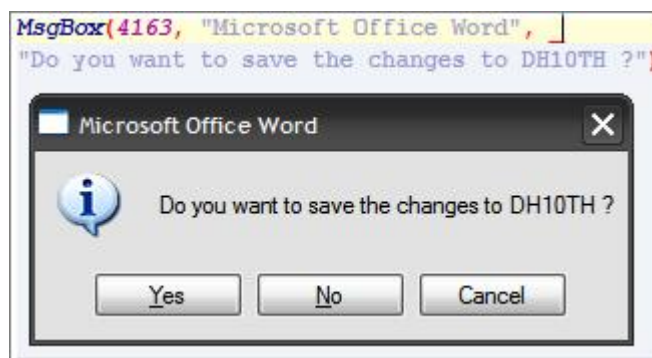 MsgBox(4163, "Microsoft Office Word", _
"Do you want to save the changes to DH10TH ?")
Microsoft Office Word
Do you want to save the changes to DH10TH ?
Yes No Cancel